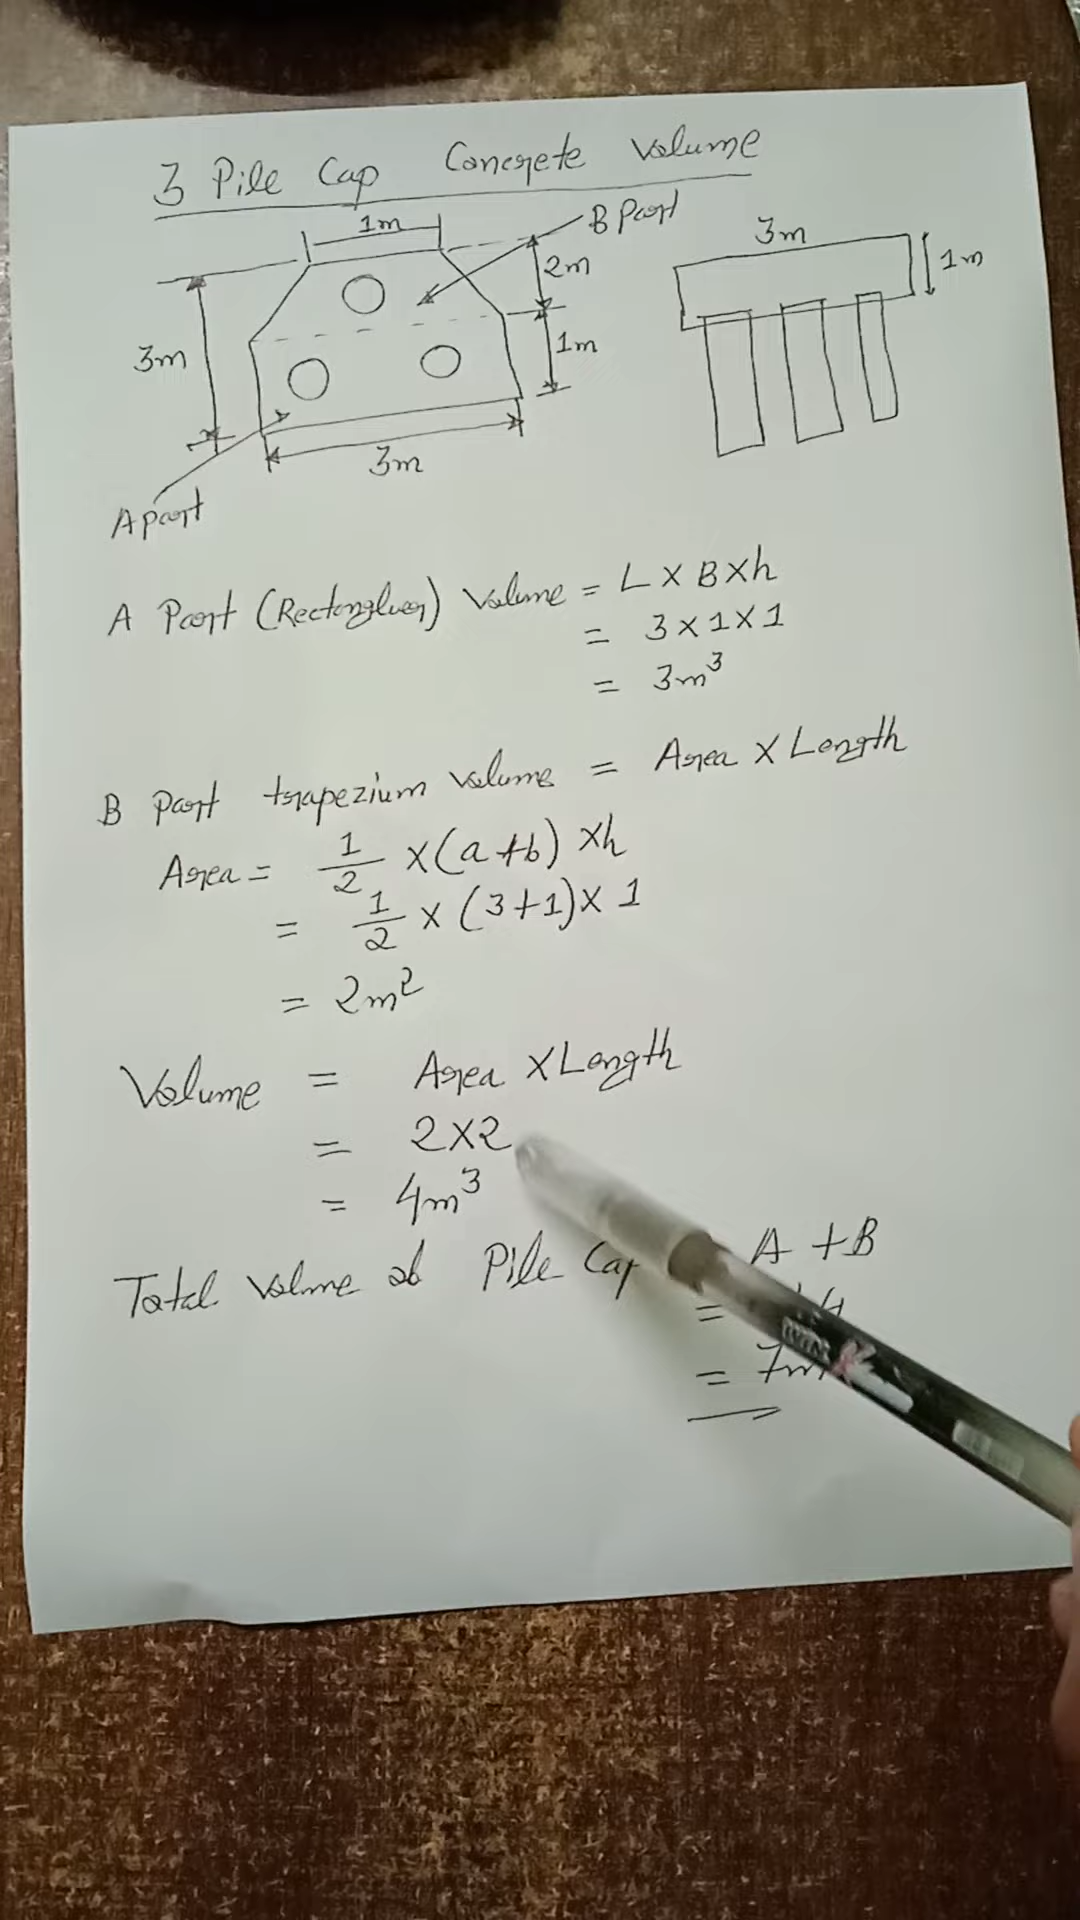 3 Pile Cap Concrete Volume
1m
B Part
2m
3m
1m
3m
A part
3m
1m
A Part (Rectangluer) Volume = L X B X h
= 3 X 1 X 1
= 3m³
B Part trapezium Volume = Area X Length
Area = 1/2 X (a+b) X h
= 1/2 X (3+1) X 1
= 2m²
Volume = Area X Length
= 2X2
= 4m³
Total Volme of Pile Cap A + B
=
= 7m